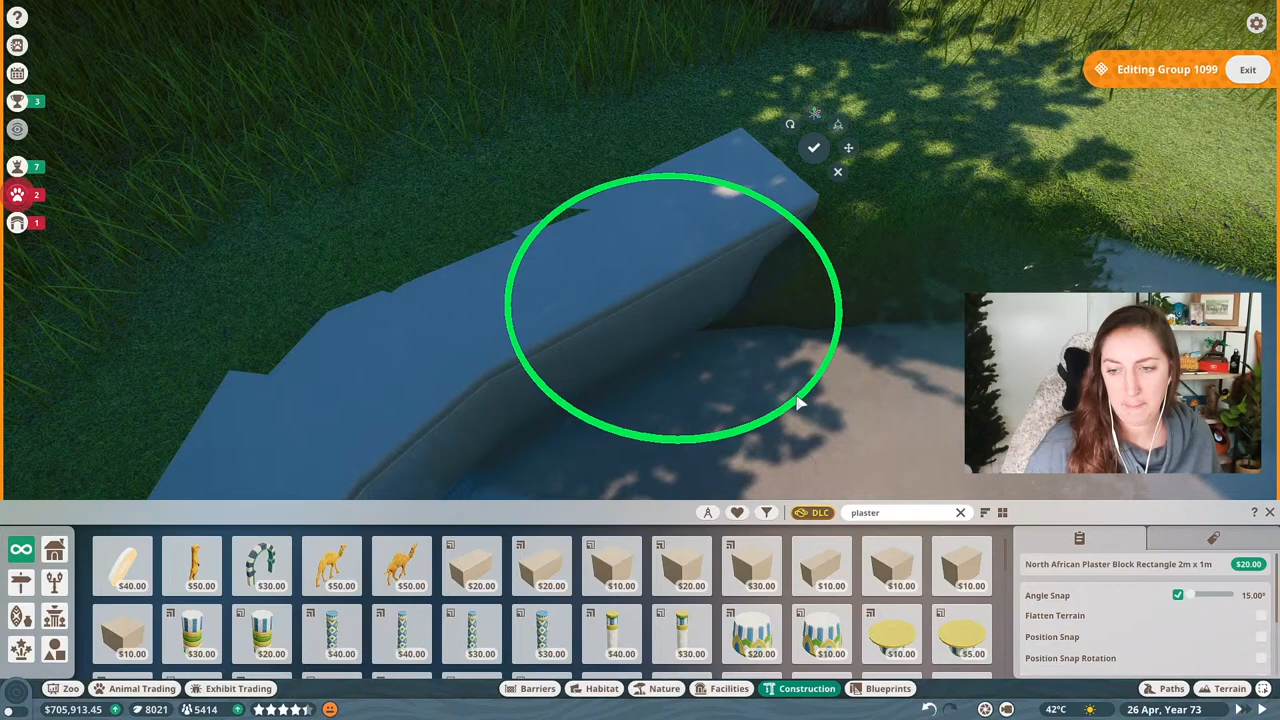 ?
Editing Group 1099 Exit
3
7
2
1
DLC plaster
?
$40.00 $50.00 $30.00 $50.00 $50.00 $20.00 $20.00 $10.00 $20.00 $30.00 $10.00 $10.00 $10.00
$10.00 $30.00 $20.00 $40.00 $40.00 $30.00 $30.00 $40.00 $30.00 $20.00 $10.00 $10.00 $5.00
North African Plaster Block Rectangle 2m x 1m $20.00
Angle Snap 15.00°
Flatten Terrain
Position Snap
Position Snap Rotation
Zoo Animal Trading Exhibit Trading Barriers Habitat Nature Facilities Construction Blueprints Paths Terrain
$705,913.45 8021 5414 42°C 26 Apr, Year 73